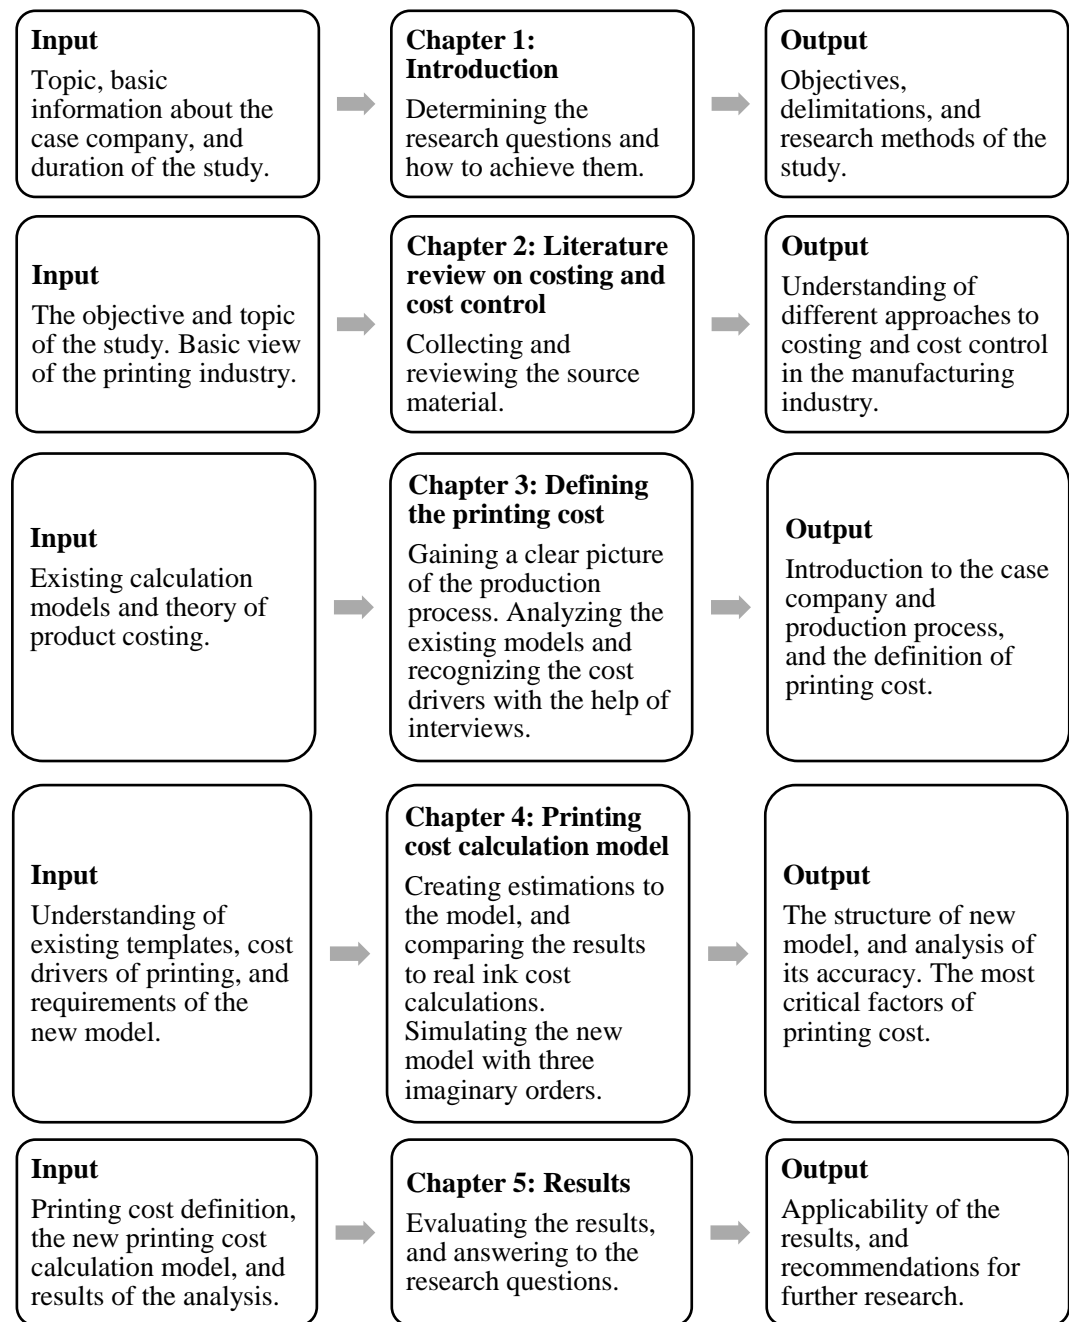 Input
Topic, basic
information about the
case company, and
duration of the study.
Chapter 1:
Introduction
Determining the
research questions and
how to achieve them.
Output
Objectives,
delimitations, and
research methods of the
study.
Input
The objective and topic
of the study. Basic view
of the printing industry.
Chapter 2: Literature
review on costing and
cost control
Collecting and
reviewing the source
material.
Output
Understanding of
different approaches to
costing and cost control
in the manufacturing
industry.
Input
Existing calculation
models and theory of
product costing.
Chapter 3: Defining
the printing cost
Gaining a clear picture
of the production
process. Analyzing the
existing models and
recognizing the cost
drivers with the help of
interviews.
Output
Introduction to the case
company and
production process,
and the definition of
printing cost.
Input
Understanding of
existing templates, cost
drivers of printing, and
requirements of the
new model.
Chapter 4: Printing
cost calculation model
Creating estimations to
the model, and
comparing the results
to real ink cost
calculations.
Simulating the new
model with three
imaginary orders.
Output
The structure of new
model, and analysis of
its accuracy. The most
critical factors of
printing cost.
Input
Printing cost definition,
the new printing cost
calculation model, and
results of the analysis.
Chapter 5: Results
Evaluating the results,
and answering to the
research questions.
Output
Applicability of the
results, and
recommendations for
further research.